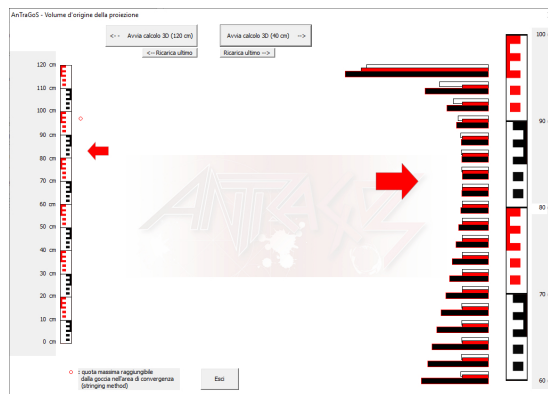 AnTraGoS - Volume d'origine della proiezione
<-- Avvia calcolo 3D (120 cm)
Avvia calcolo 3D (40 cm) -->
<-- Ricarica ultimo
Ricarica ultimo -->
120 cm
110 cm
100 cm
90 cm
80 cm
70 cm
60 cm
50 cm
40 cm
30 cm
20 cm
10 cm
0 cm
100
90
80
70
60
ANTRAGOS
: quota massima raggiungibile
dalla goccia nell'area di convergenza
(stringing method)
Esci